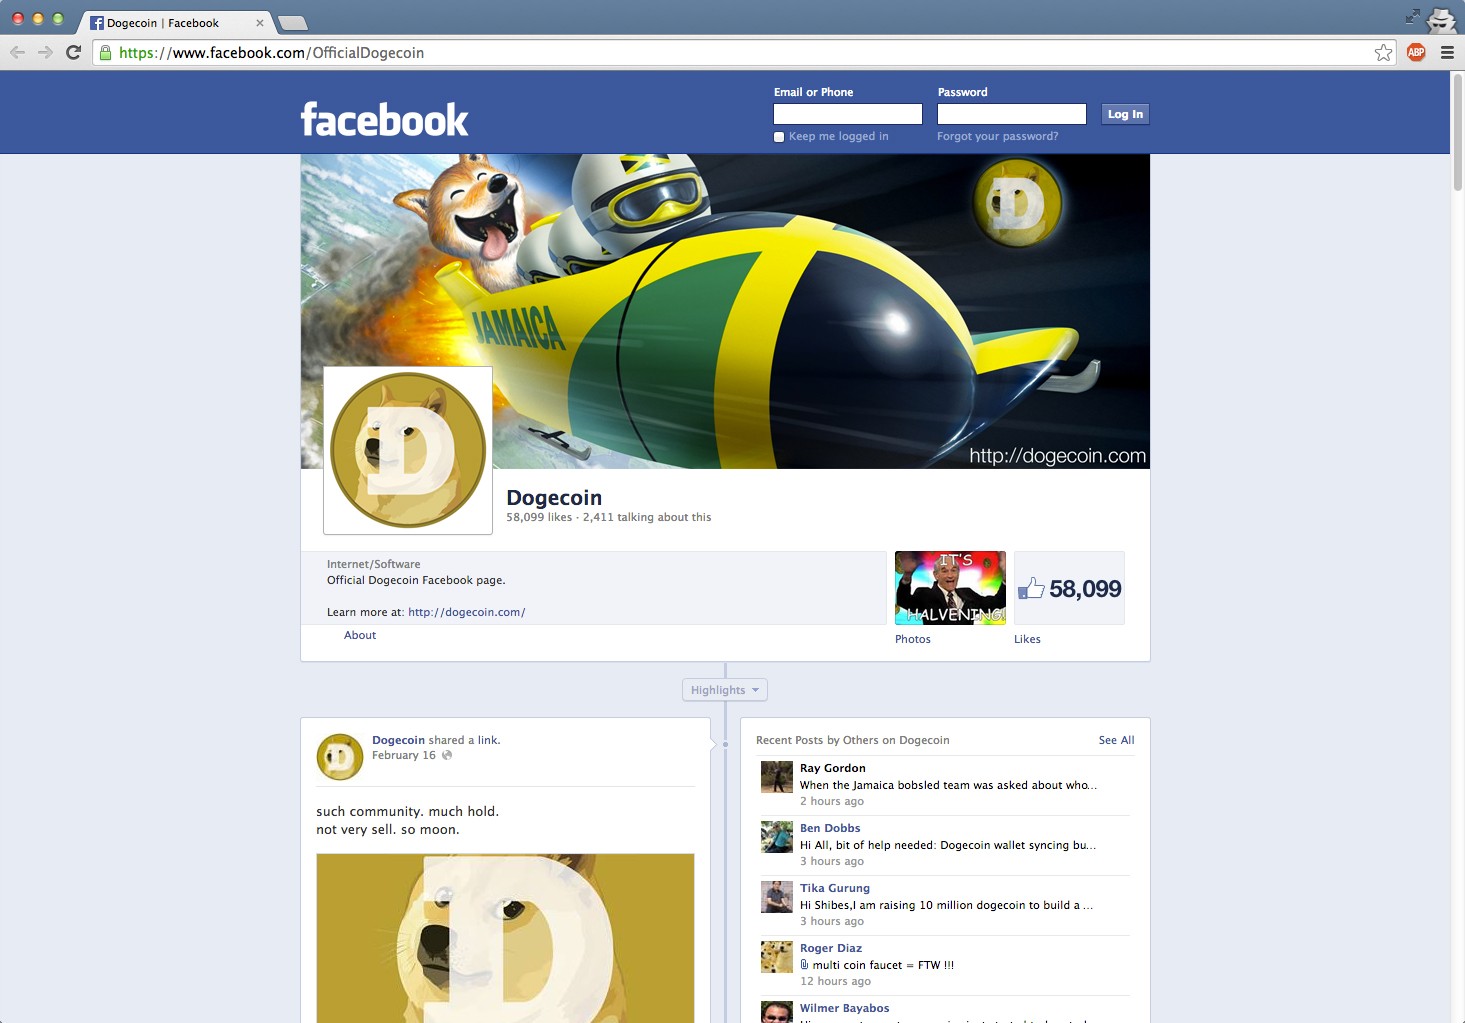 Dogecoin | Facebook
https://www.facebook.com/OfficialDogecoin
ABP
facebook
Email or Phone
Password
Log In
Keep me logged in
Forgot your password?
JAMAICA
D
http://dogecoin.com
D
Dogecoin
58,099 likes · 2,411 talking about this
Internet/Software
Official Dogecoin Facebook page.
Learn more at: http://dogecoin.com/
About
IT'S
HALVENING!
Photos
58,099
Likes
Highlights
D
Dogecoin shared a link.
February 16
such community. much hold.
not very sell. so moon.
D
Recent Posts by Others on Dogecoin
See All
Ray Gordon
When the Jamaica bobsled team was asked about who...
2 hours ago
Ben Dobbs
Hi All, bit of help needed: Dogecoin wallet syncing bu...
3 hours ago
Tika Gurung
Hi Shibes,I am raising 10 million dogecoin to build a ...
3 hours ago
Roger Diaz
multi coin faucet = FTW !!!
12 hours ago
Wilmer Bayabos